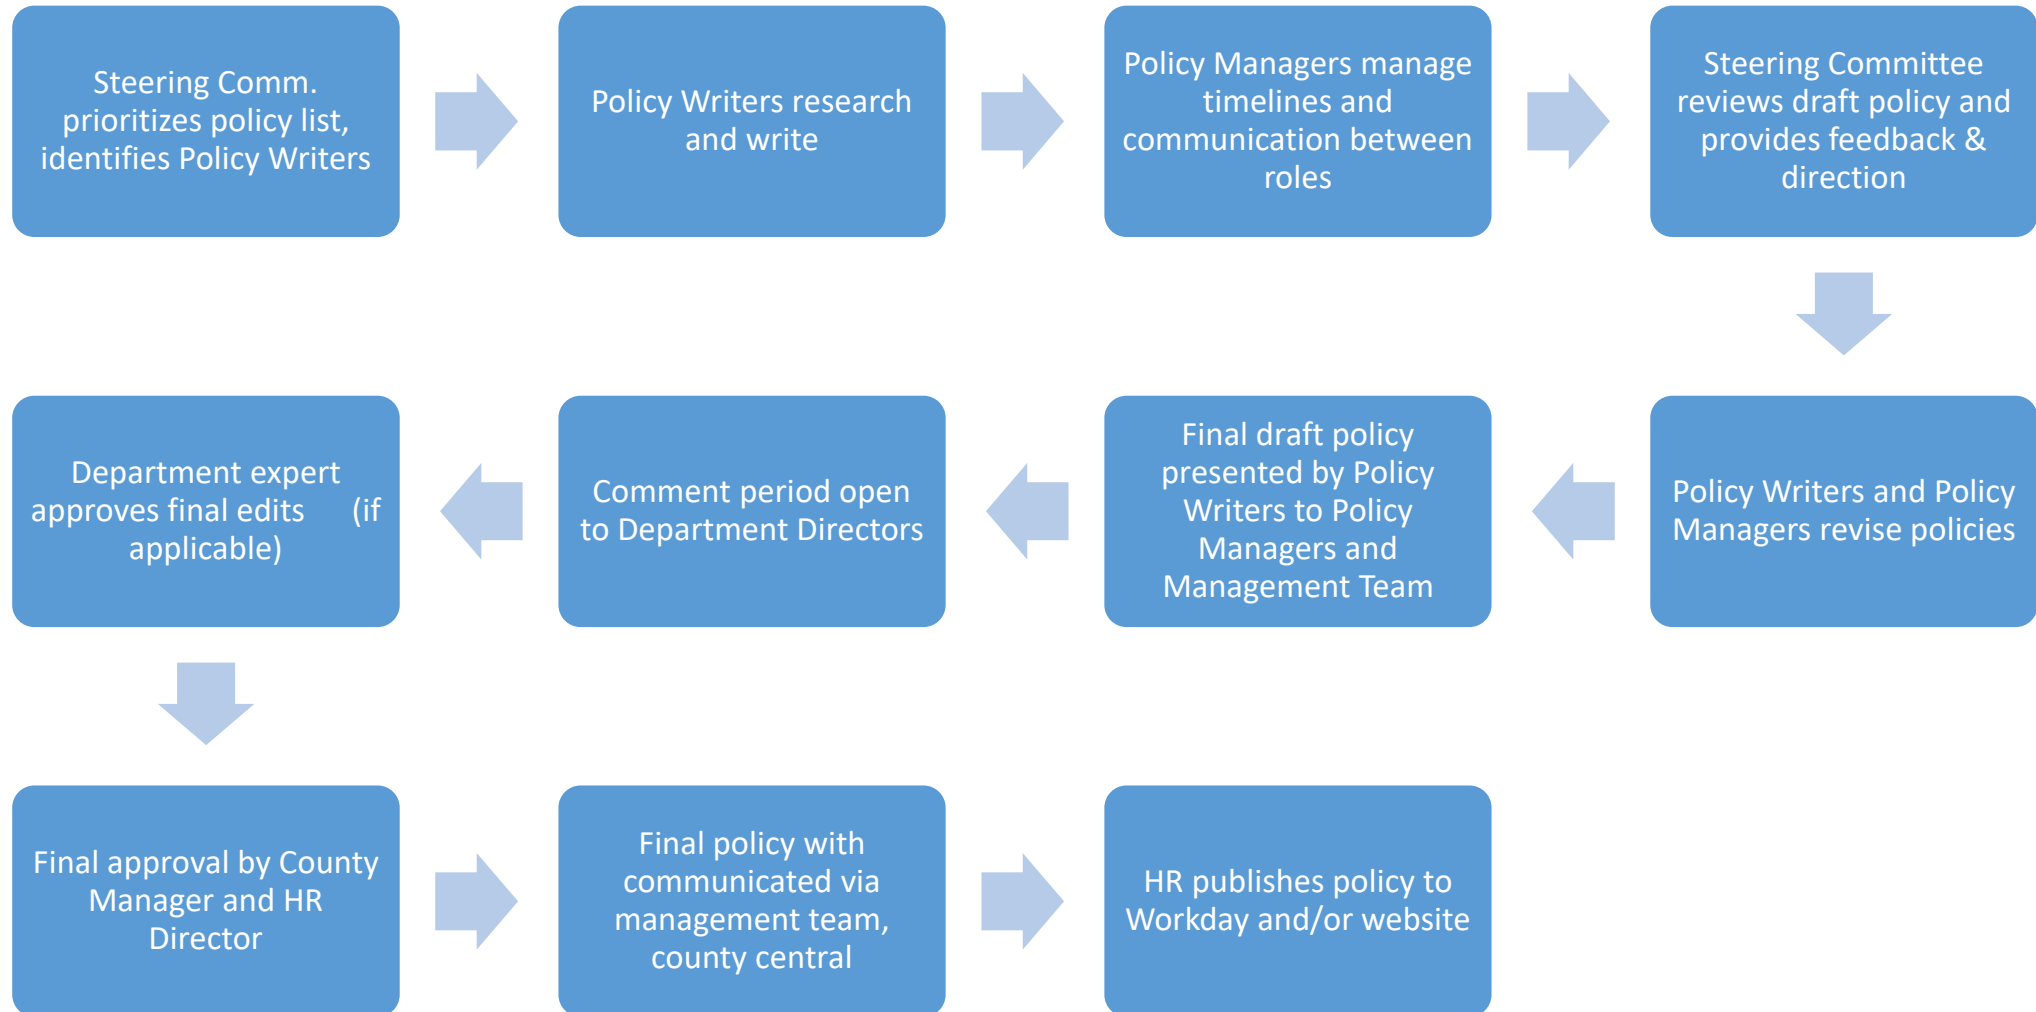 Steering Comm.
prioritizes policy list,
identifies Policy Writers
Policy Writers research
and write
Policy Managers manage
timelines and
communication between
roles
Steering Committee
reviews draft policy and
provides feedback &
direction
Policy Writers and Policy
Managers revise policies
Final draft policy
presented by Policy
Writers to Policy
Managers and
Management Team
Comment period open
to Department Directors
Department expert
approves final edits (if
applicable)
Final approval by County
Manager and HR
Director
Final policy with
communicated via
management team,
county central
HR publishes policy to
Workday and/or website